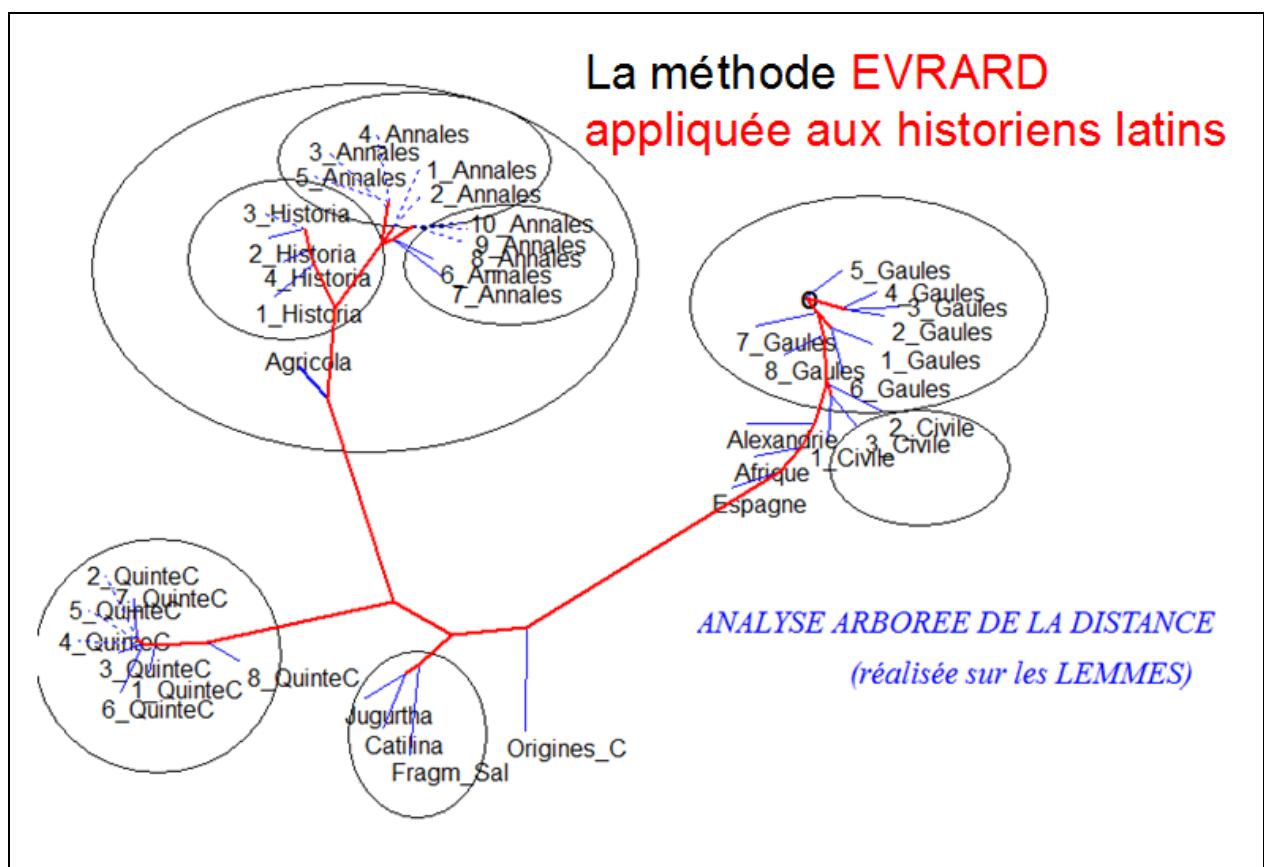 La méthode EVRARD
appliquée aux historiens latins
4_Annales
3_Annales
5_Annales
1_Annales
2_Annales
10_Annales
9_Annales
8_Annales
6_Annales
7_Annales
3_Historia
2_Historia
4_Historia
1_Historia
Agricola
5_Gaules
4_Gaules
3_Gaules
2_Gaules
1_Gaules
7_Gaules
8_Gaules
6_Gaules
2_Civile
3_Civile
1_Civile
Alexandrie
Afrique
Espagne
2_QuinteC
7_QuinteC
5_QuinteC
4_QuinteC
3_QuinteC
1_QuinteC
6_QuinteC
8_QuinteC
Jugurtha
Catilina
Fragm_Sal
Origines_C
ANALYSE ARBOREE DE LA DISTANCE
(réalisée sur les LEMMES)